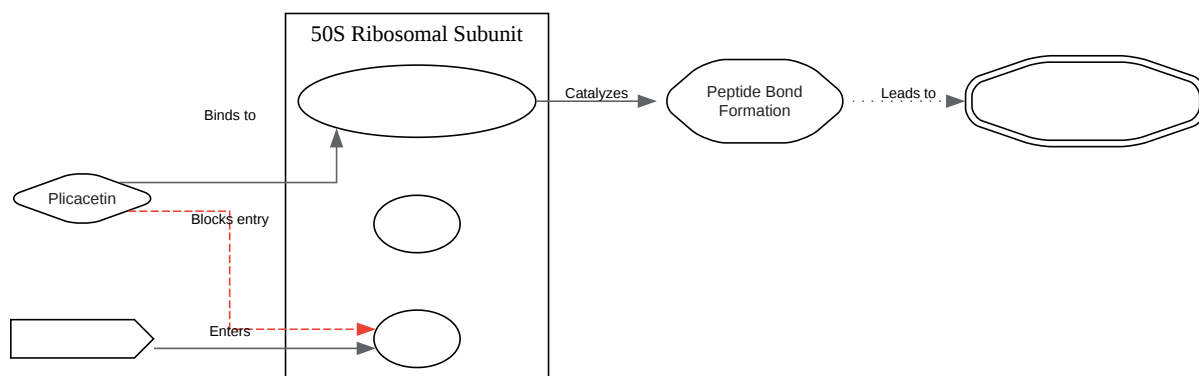 50S Ribosomal Subunit
Catalyzes
Peptide Bond
Formation
Leads to
Binds to
Plicacetin
Blocks entry
Enters